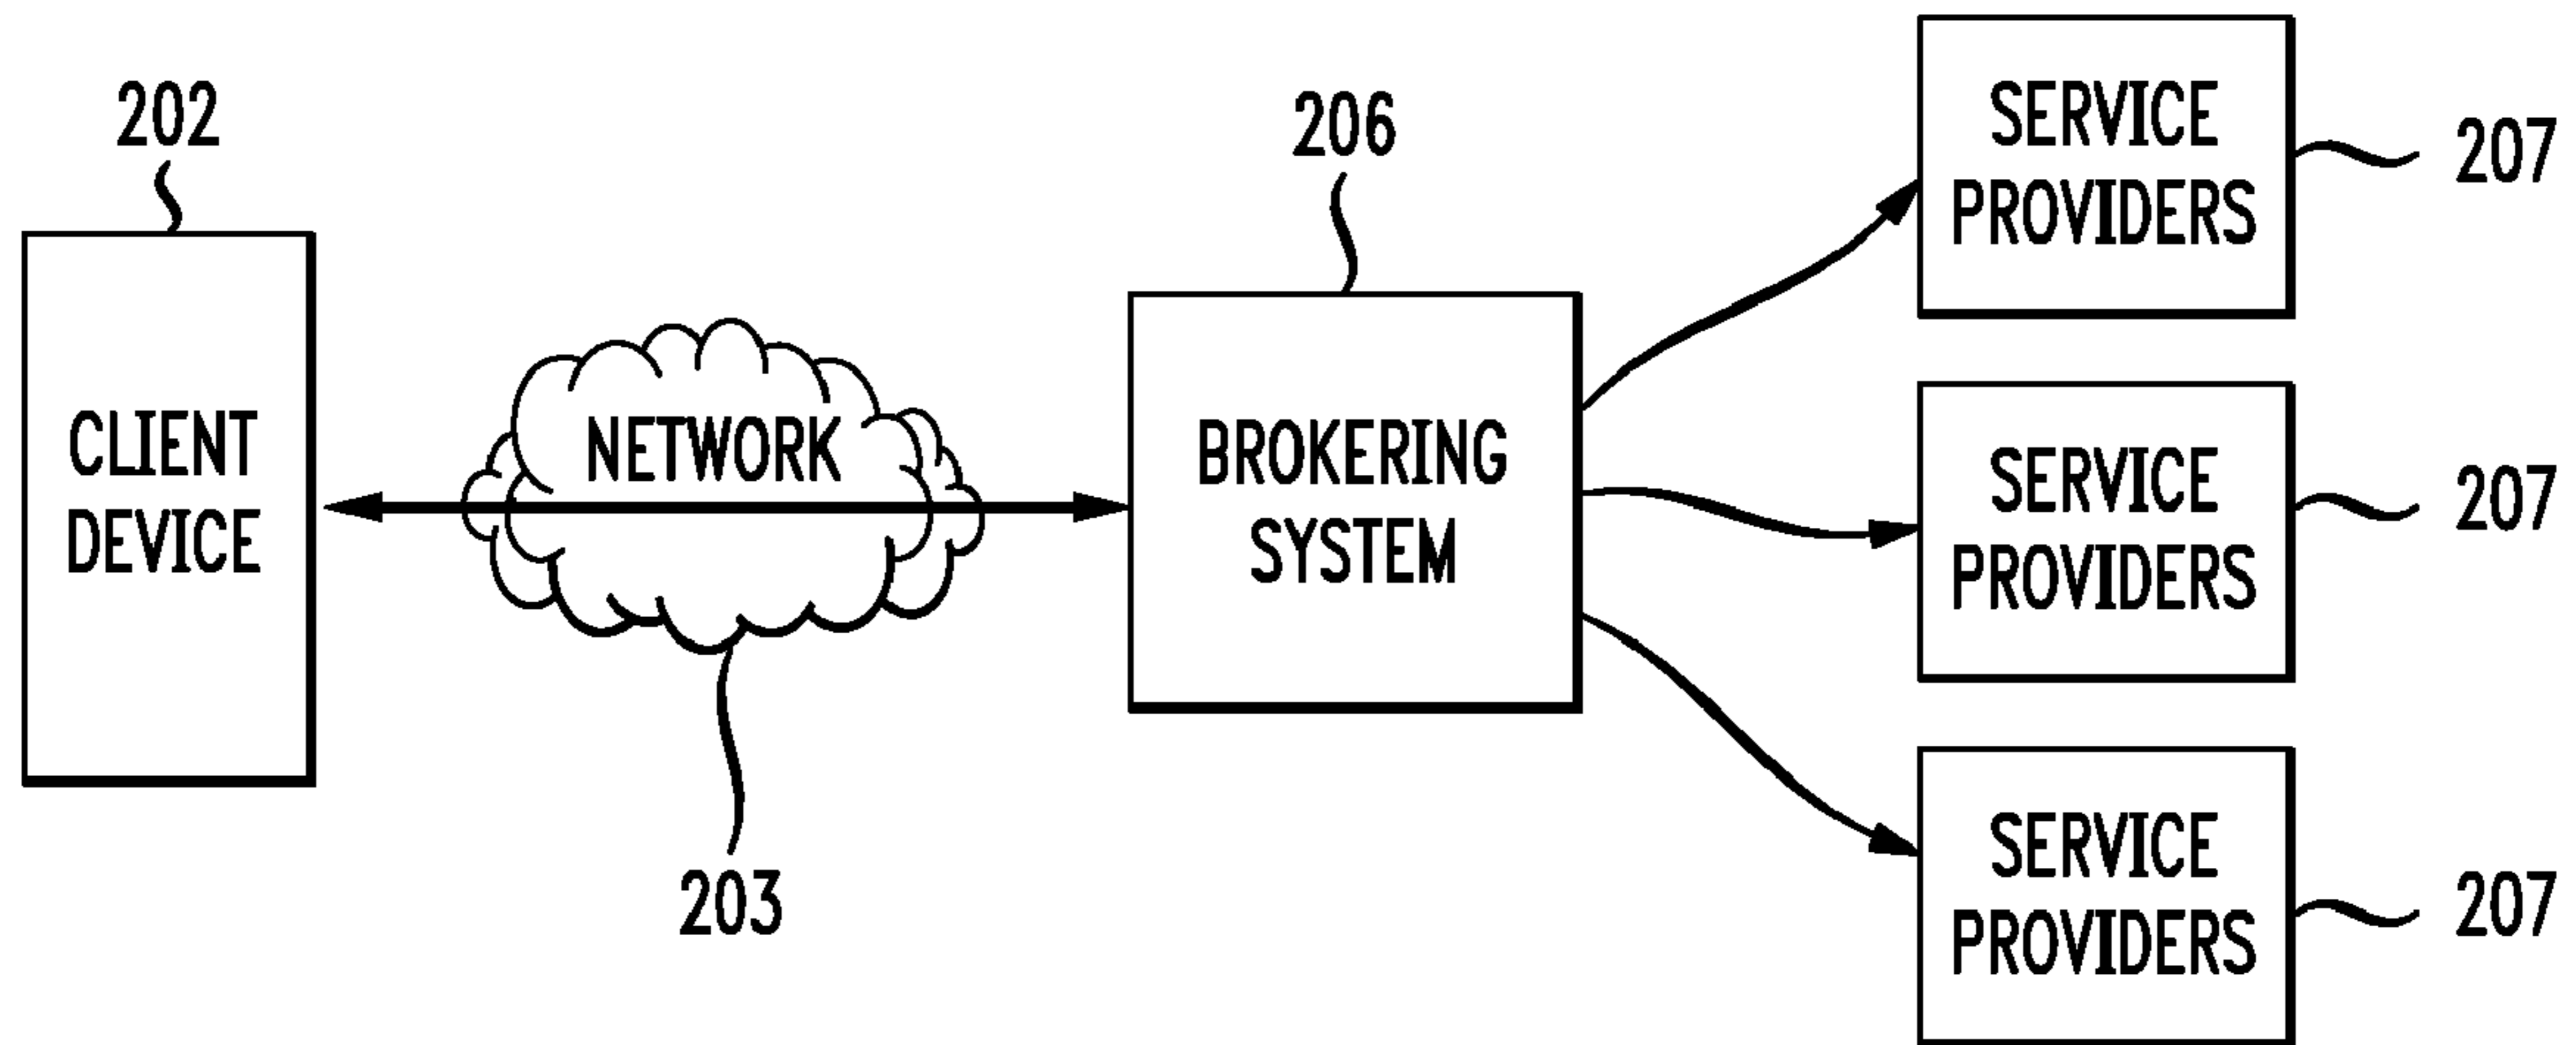 202
CLIENT
DEVICE
NETWORK
203
206
BROKERING
SYSTEM
SERVICE
PROVIDERS
207
SERVICE
PROVIDERS
207
SERVICE
PROVIDERS
207